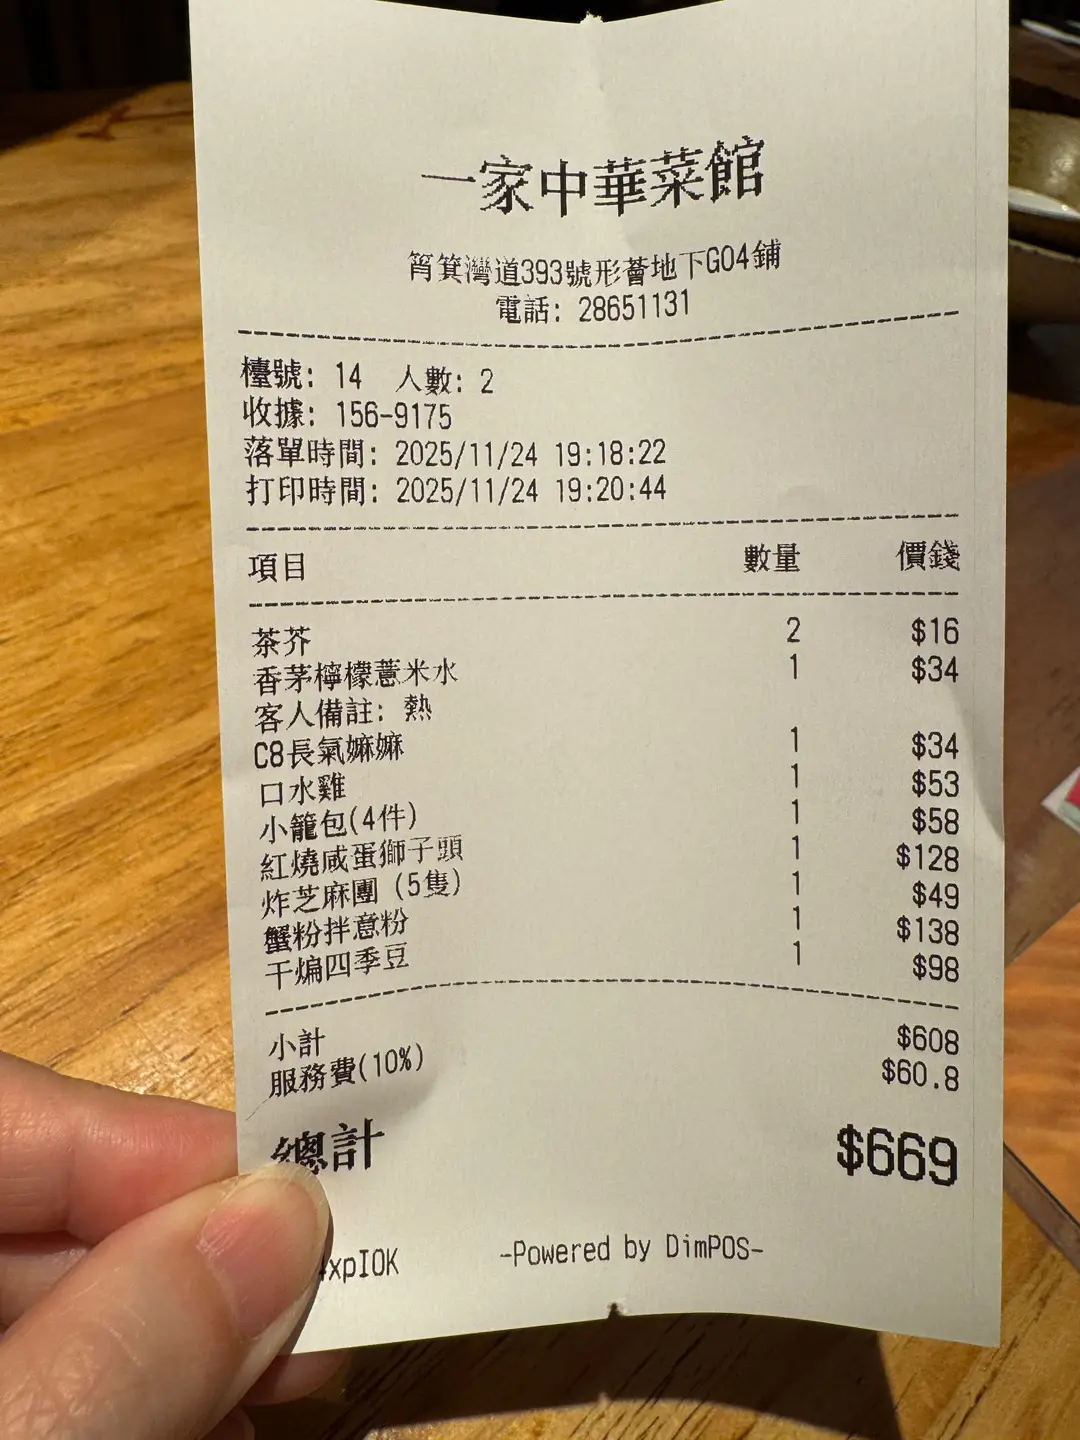 一家中華菜館
筲箕灣道393號形薈地下G04鋪
電話: 28651131
檯號: 14 人數: 2
收據: 156-9175
落單時間: 2025/11/24 19:18:22
打印時間: 2025/11/24 19:20:44
項目 數量 價錢
茶芥 2 $16
香茅檸檬薏米水 1 $34
客人備註: 熱
C8長氣嫲嫲 1 $34
口水雞 1 $53
小籠包(4件) 1 $58
紅燒咸蛋獅子頭 1 $128
炸芝麻團 (5隻) 1 $49
蟹粉拌意粉 1 $138
干煸四季豆 1 $98
小計 $608
服務費(10%) $60.8
總計 $669
xpIOK -Powered by DimPOS-